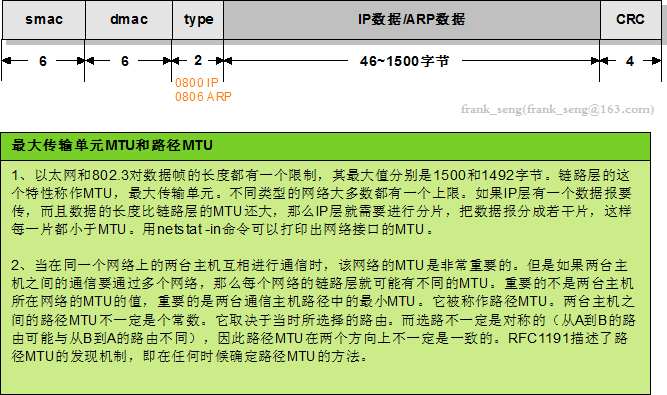 smac dmac type IP数据/ARP数据 CRC
6 6 2 46~1500字节 4
0800 IP
0806 ARP
frank_seng(frank_seng@163.com)
最大传输单元MTU和路径MTU
1、以太网和802.3对数据帧的长度都有一个限制，其最大值分别是1500和1492字节。链路层的这
个特性称作MTU，最大传输单元。不同类型的网络大多数都有一个上限。如果IP层有一个数据报要
传，而且数据的长度比链路层的MTU还大，那么IP层就需要进行分片，把数据报分成若干片，这样
每一片都小于MTU。用netstat -in命令可以打印出网络接口的MTU。
2、当在同一个网络上的两台主机互相进行通信时，该网络的MTU是非常重要的。但是如果两台主
机之间的通信要通过多个网络，那么每个网络的链路层就可能有不同的MTU。重要的不是两台主机
所在网络的MTU的值，重要的是两台通信主机路径中的最小MTU。它被称作路径MTU。两台主机之
间的路径MTU不一定是个常数。它取决于当时所选择的路由。而选路不一定是对称的（从A到B的路
由可能与从B到A的路由不同），因此路径MTU在两个方向上不一定是一致的。RFC1191描述了路
径MTU的发现机制，即在任何时候确定路径MTU的方法。